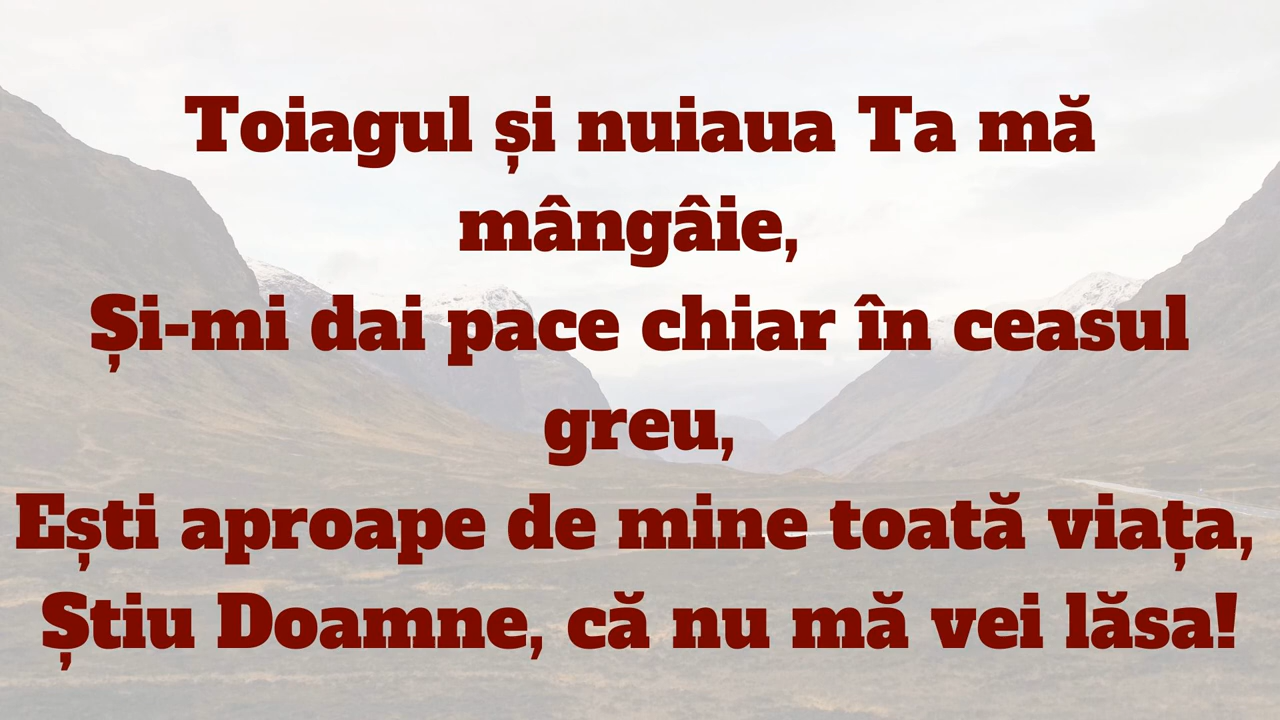 Toiagul și nuiaua Ta mă
mângâie,
Și-mi dai pace chiar în ceasul
greu,
Ești aproape de mine toată viața,
Știu Doamne, că nu mă vei lăsa!